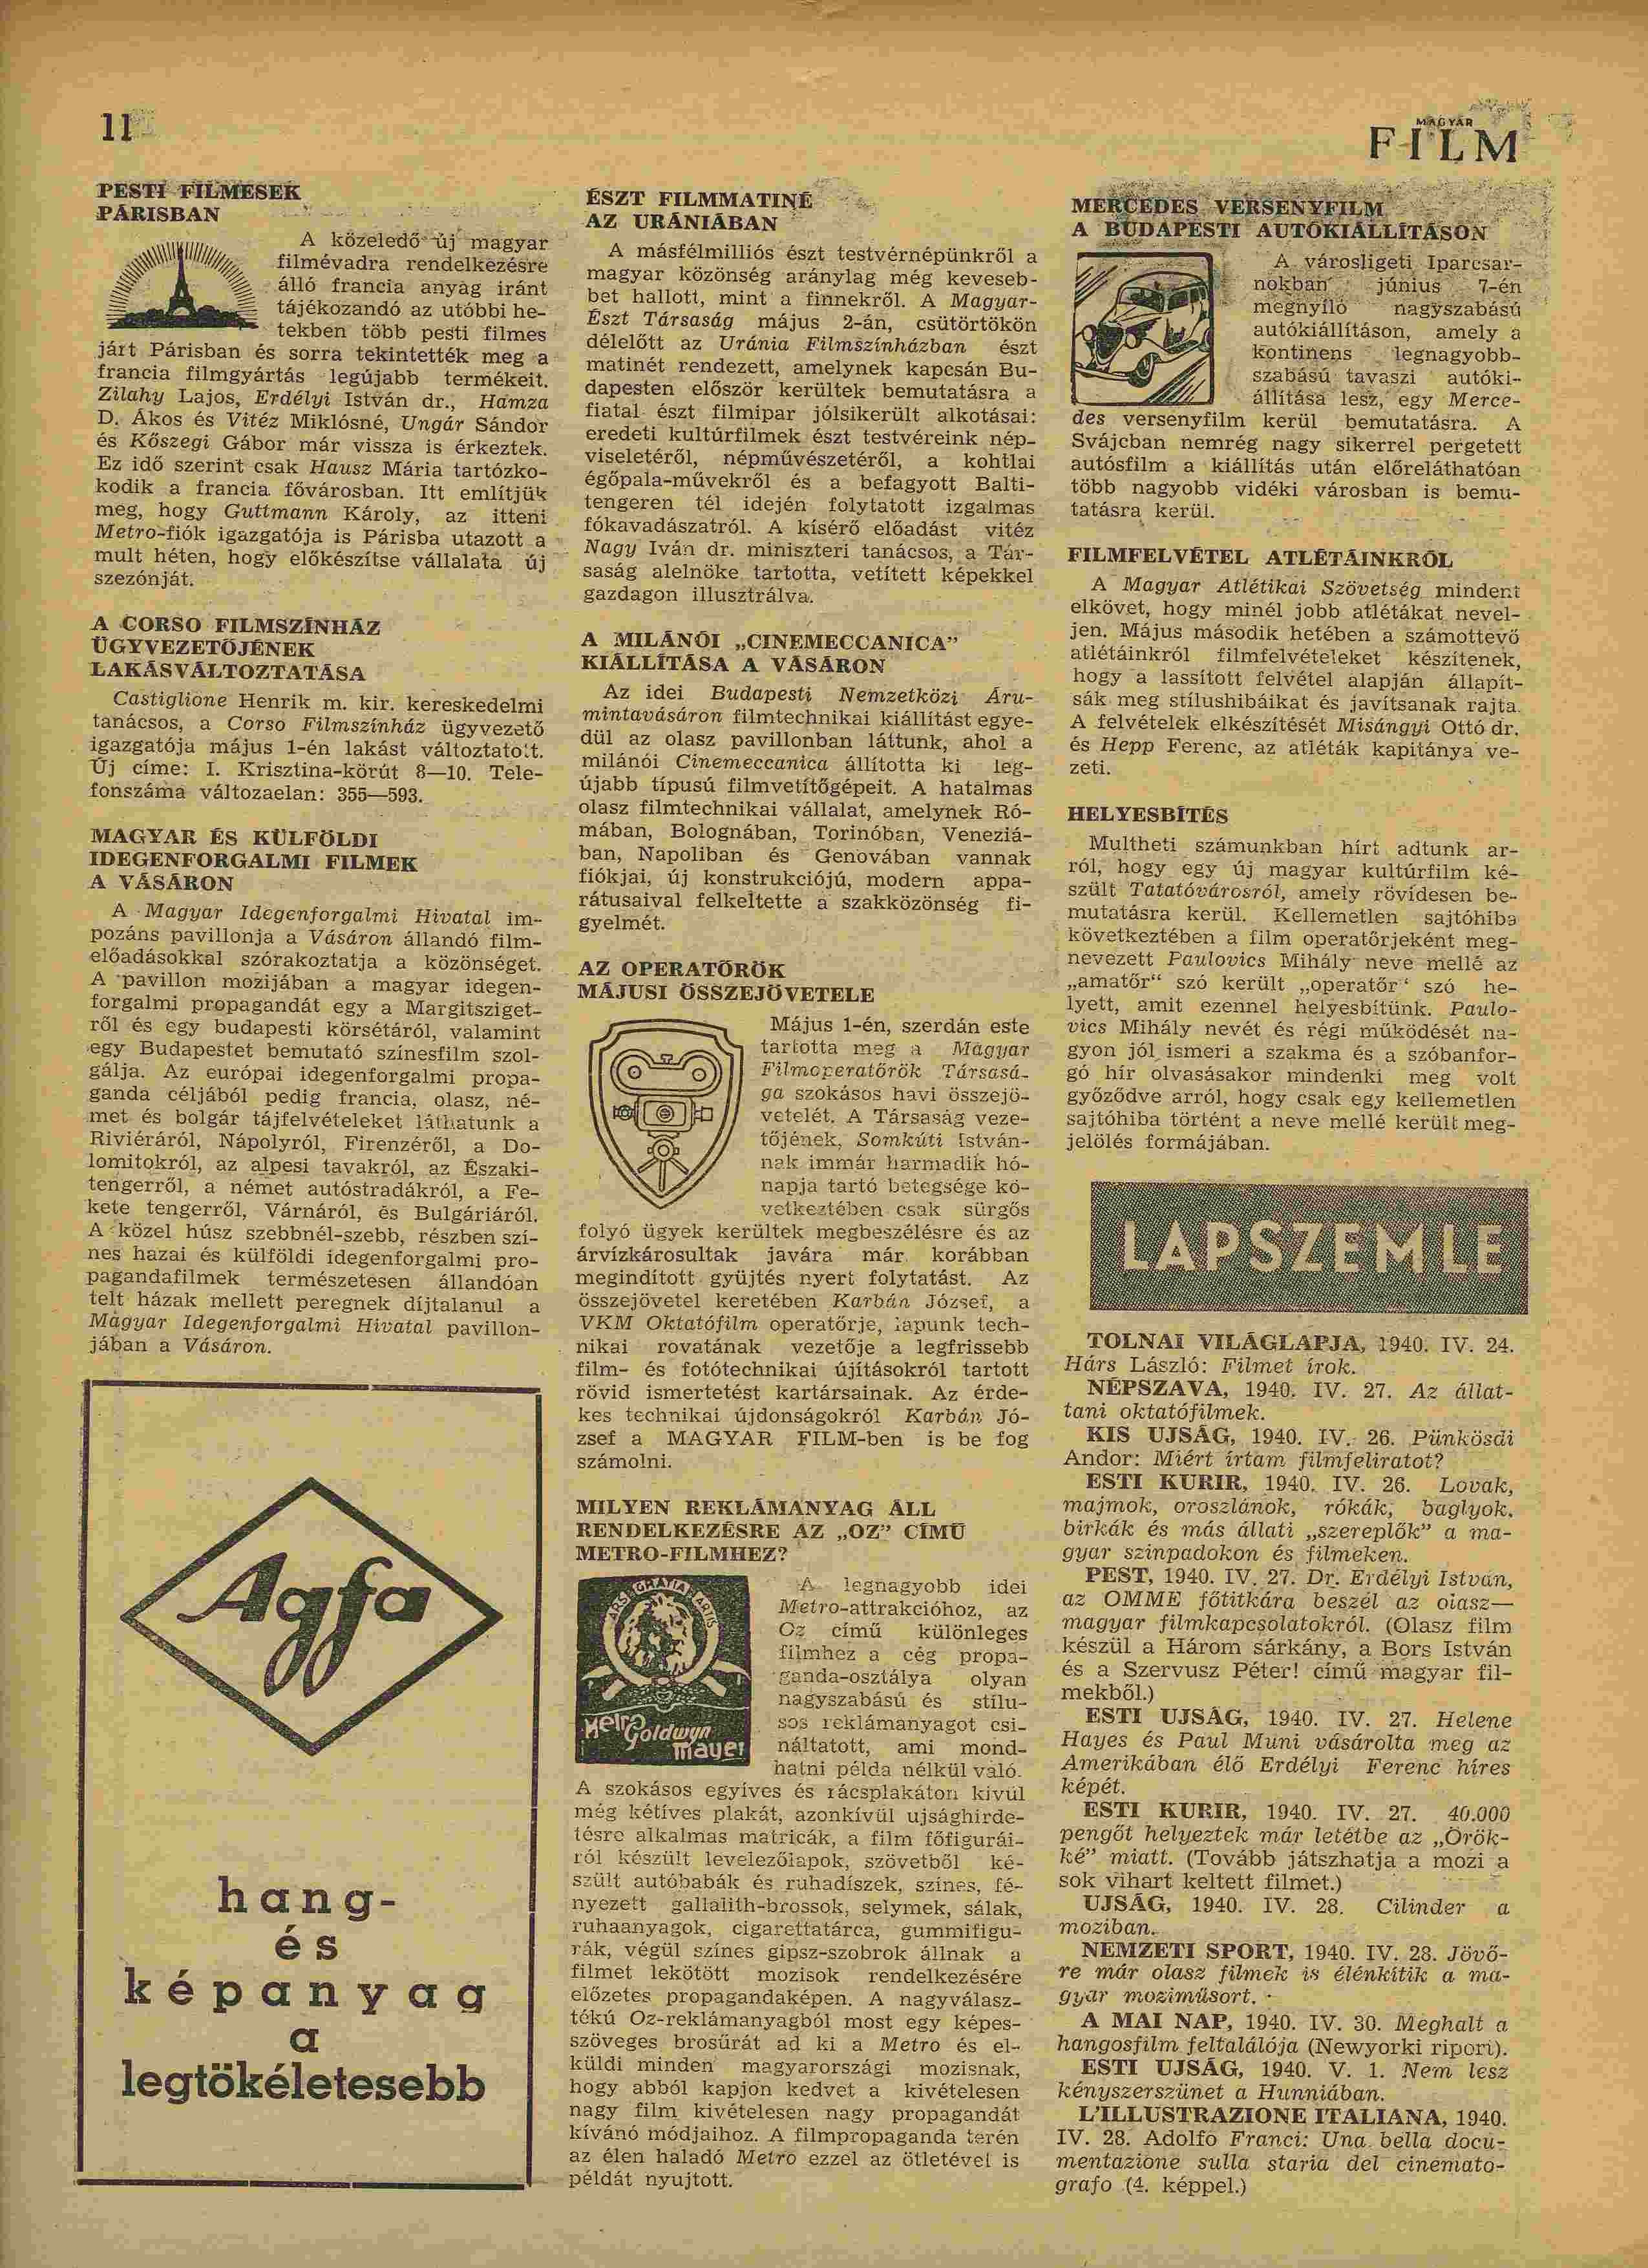 11
MAGYAR
FILM
PESTI FILMESEK
PÁRISBAN
A közeledő új magyar
filmévadra rendelkezésre
álló francia anyag iránt
tájékozandó az utóbbi he-
tekben több pesti filmes
járt Párisban és sorra tekintették meg a
francia filmgyártás legújabb termékeit.
Zilahy Lajos, Erdélyi István dr., Hamza
D. Ákos és Vitéz Miklósné, Ungár Sándor
és Kőszegi Gábor már vissza is érkeztek.
Ez idő szerint csak Hausz Mária tartózko-
kodik a francia fővárosban. Itt említjük
meg, hogy Guttmann Károly, az itteni
Metro-fiók igazgatója is Párisba utazott a
mult héten, hogy előkészítse vállalata új
szezónját.
A CORSO FILMSZÍNHÁZ
ÜGYVEZETŐJÉNEK
LAKÁSVÁLTOZTATÁSA
Castiglione Henrik m. kir. kereskedelmi
tanácsos, a Corso Filmszínház ügyvezető
igazgatója május 1-én lakást változtatott.
Új címe: I. Krisztina-körút 8—10. Tele-
fonszáma változaelan: 355—593.
MAGYAR ÉS KÜLFÖLDI
IDEGENFORGALMI FILMEK
A VÁSÁRON
A Magyar Idegenforgalmi Hivatal im-
pozáns pavillonja a Vásáron állandó film-
előadásokkal szórakoztatja a közönséget.
A pavillon mozijában a magyar idegen-
forgalmi propagandát egy a Margitsziget-
ről és egy budapesti körsétáról, valamint
egy Budapestet bemutató színesfilm szol-
gálja. Az európai idegenforgalmi propa-
ganda céljából pedig francia, olasz, né-
met és bolgár tájfelvételeket láthatunk a
Riviéráról, Nápolyról, Firenzéről, a Do-
lomitokról, az alpesi tavakról, az Északi-
tengerről, a német autóstradákról, a Fe-
kete tengerről, Várnáról, és Bulgáriáról.
A közel húsz szebbnél-szebb, részben szí-
nes hazai és külföldi idegenforgalmi pro-
pagandafilmek természetesen állandóan
telt házak mellett peregnek díjtalanul a
Magyar Idegenforgalmi Hivatal pavillon-
jában a Vásáron.
Agfa
hang-
és
képanyag
a
legtökéletesebb
ÉSZT FILMMATINÉ
AZ URÁNIÁBAN
A másfélmilliós észt testvérnépünkről a
magyar közönség aránylag még keveseb-
bet hallott, mint a finnekről. A Magyar-
Észt Társaság május 2-án, csütörtökön
délelőtt az Uránia Filmszínházban észt
matinét rendezett, amelynek kapcsán Bu-
dapesten először kerültek bemutatásra a
fiatal észt filmipar jólsikerült alkotásai:
eredeti kultúrfilmek észt testvéreink nép-
viseletéről, népművészetéről, a kohtlai
égőpala-művekről és a befagyott Balti-
tengeren tél idején folytatott izgalmas
fókavadászatról. A kísérő előadást vitéz
Nagy Iván dr. miniszteri tanácsos, a Tár-
saság alelnöke tartotta, vetített képekkel
gazdagon illusztrálva.
A MILÁNÓI „CINEMECCANICA”
KIÁLLÍTÁSA A VÁSÁRON
Az idei Budapesti Nemzetközi Áru-
mintavásáron filmtechnikai kiállítást egye-
dül az olasz pavillonban láttunk, ahol a
milánói Cinemeccanica állította ki leg-
újabb típusú filmvetítőgépeit. A hatalmas
olasz filmtechnikai vállalat, amelynek Ró-
mában, Bolognában, Torinóban, Veneziá-
ban, Napoliban és Genovában vannak
fiókjai, új konstrukciójú, modern appa-
rátusaival felkeltette a szakközönség fi-
gyelmét.
AZ OPERATŐRÖK
MÁJUSI ÖSSZEJÖVETELE
Május 1-én, szerdán este
tartotta meg a Magyar
Filmoperatőrök Társasá-
ga szokásos havi összejö-
vetelét. A Társaság veze-
tőjének, Somkúti István-
nak immár harmadik hó-
napja tartó betegsége kö-
vetkeztében csak sürgős
folyó ügyek kerültek megbeszélésre és az
árvízkárosultak javára már korábban
megindított gyüjtés nyert folytatást. Az
összejövetel keretében Karbán József, a
VKM Oktatófilm operatőrje, lapunk tech-
nikai rovatának vezetője a legfrissebb
film- és fotótechnikai újításokról tartott
rövid ismertetést kartársainak. Az érde-
kes technikai újdonságokról Karbán Jó-
zsef a MAGYAR FILM-ben is be fog
számolni.
MILYEN REKLÁMANYAG ÁLL
RENDELKEZÉSRE AZ „OZ” CÍMŰ
METRO-FILMHEZ?
ARS GRATIA ARTIS
Metro
Goldwyn
Mayer
A legnagyobb idei
Metro-attrakcióhoz, az
Oz című különleges
filmhez a cég propa-
ganda-osztálya olyan
nagyszabású és stílu-
sos reklámanyagot csi-
náltatott, ami mond-
hatni példa nélkül való.
A szokásos egyíves és rácsplakáton kívül
még kétíves plakát, azonkívül ujsághirde-
tésre alkalmas matricák, a film főfigurái-
ról készült levelezőlapok, szövetből ké-
szült autóbabák és ruhadíszek, színes, fé-
nyezett gallalith-brossok, selymek, sálak,
ruhaanyagok, cigarettatárca, gummifigu-
rák, végül színes gipsz-szobrok állnak a
filmet lekötött mozisok rendelkezésére
előzetes propagandaképen. A nagyválasz-
tékú Oz-reklámanyagból most egy képes-
szöveges brosúrát ad ki a Metro és el-
küldi minden magyarországi mozisnak,
hogy abból kapjon kedvet a kivételesen
nagy film kivételesen nagy propagandát
kívánó módjaihoz. A filmpropaganda terén
az élen haladó Metro ezzel az ötletével is
példát nyujtott.
MERCEDES VERSENYFILM
A BUDAPESTI AUTÓKIÁLLÍTÁSON
A városligeti Iparcsar-
nokban június 7-én
megnyíló nagyszabású
autókiállításon, amely a
kontinens legnagyobb-
szabású tavaszi autóki-
állítása lesz, egy Merce-
des versenyfilm kerül bemutatásra. A
Svájcban nemrég nagy sikerrel pergetett
autósfilm a kiállítás után előreláthatóan
több nagyobb vidéki városban is bemu-
tatásra kerül.
FILMFELVÉTEL ATLÉTÁINKRÓL
A Magyar Atlétikai Szövetség mindent
elkövet, hogy minél jobb atlétákat nevel-
jen. Május második hetében a számottevő
atlétáinkról filmfelvételeket készítenek,
hogy a lassított felvétel alapján állapít-
sák meg stílushibáikat és javítsanak rajta.
A felvételek elkészítését Misángyi Ottó dr.
és Hepp Ferenc, az atléták kapitánya ve-
zeti.
HELYESBÍTÉS
Multheti számunkban hírt adtunk ar-
ról, hogy egy új magyar kultúrfilm ké-
szült Tatatóvárosról, amely rövidesen be-
mutatásra kerül. Kellemetlen sajtóhiba
következtében a film operatőrjeként meg-
nevezett Paulovics Mihály neve mellé az
„amatőr“ szó került „operatőr“ szó he-
lyett, amit ezennel helyesbítünk. Paulo-
vics Mihály nevét és régi működését na-
gyon jól ismeri a szakma és a szóbanfor-
gó hír olvasásakor mindenki meg volt
győződve arról, hogy csak egy kellemetlen
sajtóhiba történt a neve mellé került meg-
jelölés formájában.
LAPSZEMLE
TOLNAI VILÁGLAPJA, 1940. IV. 24.
Hárs László: Filmet írok.
NÉPSZAVA, 1940. IV. 27. Az állat-
tani oktatófilmek.
KIS UJSÁG, 1940. IV. 26. Pünkösdi
Andor: Miért írtam filmfeliratot?
ESTI KURIR, 1940. IV. 26. Lovak,
majmok, oroszlánok, rókák, baglyok,
birkák és más állati „szereplők” a ma-
gyar szinpadokon és filmeken.
PEST, 1940. IV. 27. Dr. Erdélyi István,
az OMME főtitkára beszél az olasz—
magyar filmkapcsolatokról. (Olasz film
készül a Három sárkány, a Bors István
és a Szervusz Péter! című magyar fil-
mekből.)
ESTI UJSÁG, 1940. IV. 27. Helene
Hayes és Paul Muni vásárolta meg az
Amerikában élő Erdélyi Ferenc híres
képét.
ESTI KURIR, 1940. IV. 27. 40.000
pengőt helyeztek már letétbe az „Örök-
ké” miatt. (Tovább játszhatja a mozi a
sok vihart keltett filmet.)
UJSÁG, 1940. IV. 28. Cilinder a
moziban.
NEMZETI SPORT, 1940. IV. 28. Jövő-
re már olasz filmek is élénkítik a ma-
gyar moziműsort.
A MAI NAP, 1940. IV. 30. Meghalt a
hangosfilm feltalálója (Newyorki riport).
ESTI UJSÁG, 1940. V. 1. Nem lesz
kényszerszünet a Hunniában.
L'ILLUSTRAZIONE ITALIANA, 1940.
IV. 28. Adolfo Franci: Una bella docu-
mentazione sulla staria del cinemato-
grafo (4. képpel.)